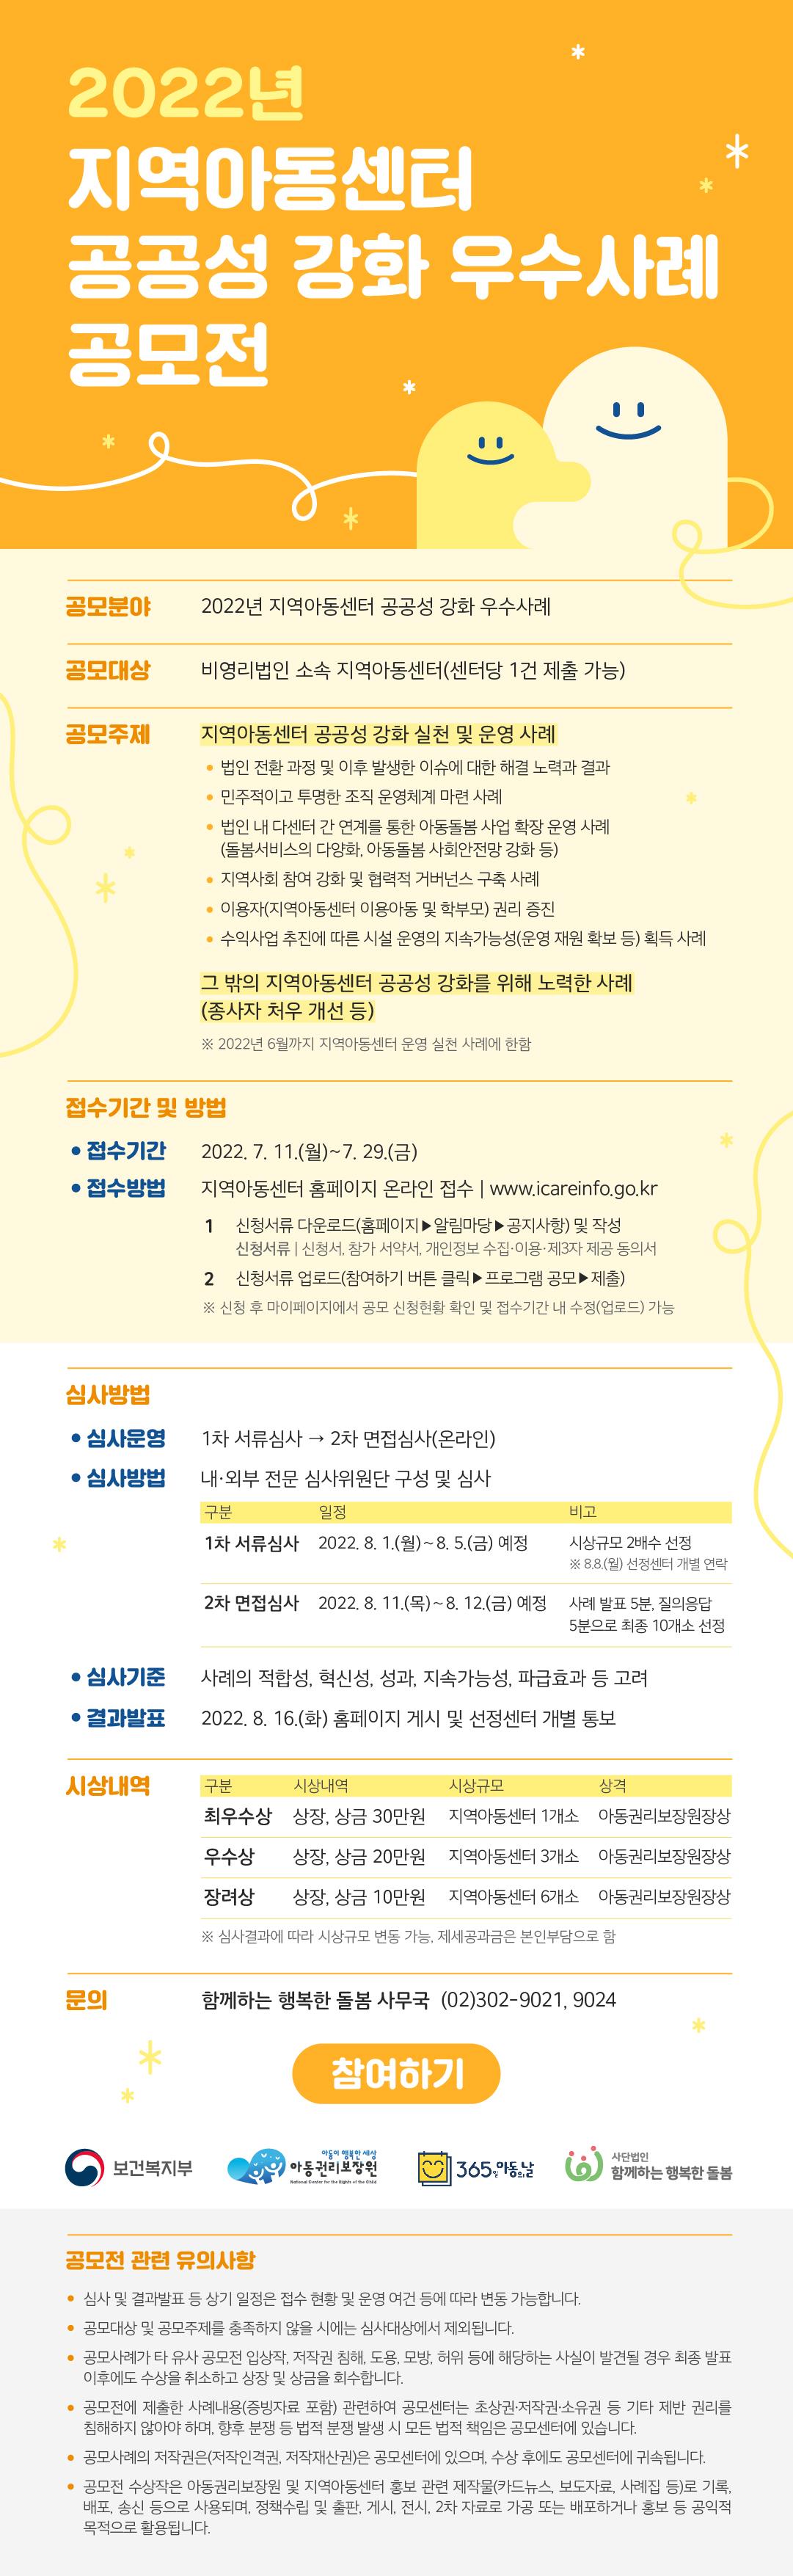 2022년
지역아동센터
공공성 강화 우수사례
공모전
공모분야 2022년 지역아동센터 공공성 강화 우수사례
공모대상 비영리법인 소속 지역아동센터(센터당 1건 제출 가능)
공모주제 지역아동센터 공공성 강화 실천 및 운영 사례
• 법인 전환 과정 및 이후 발생한 이슈에 대한 해결 노력과 결과
• 민주적이고 투명한 조직 운영체계 마련 사례
• 법인 내 다센터 간 연계를 통한 아동돌봄 사업 확장 운영 사례
(돌봄서비스의 다양화, 아동돌봄 사회안전망 강화 등)
• 지역사회 참여 강화 및 협력적 거버넌스 구축 사례
• 이용자(지역아동센터 이용아동 및 학부모) 권리 증진
• 수익사업 추진에 따른 시설 운영의 지속가능성(운영 재원 확보 등) 획득 사례
그 밖의 지역아동센터 공공성 강화를 위해 노력한 사례
(종사자 처우 개선 등)
※ 2022년 6월까지 지역아동센터 운영 실천 사례에 한함
접수기간 및 방법
• 접수기간 2022. 7. 11.(월)~7. 29.(금)
• 접수방법 지역아동센터 홈페이지 온라인 접수 | www.icareinfo.go.kr
1 신청서류 다운로드(홈페이지▶알림마당▶공지사항) 및 작성
신청서류 | 신청서, 참가 서약서, 개인정보 수집·이용·제3자 제공 동의서
2 신청서류 업로드(참여하기 버튼 클릭▶프로그램 공모▶제출)
※ 신청 후 마이페이지에서 공모 신청현황 확인 및 접수기간 내 수정(업로드) 가능
심사방법
• 심사운영 1차 서류심사 → 2차 면접심사(온라인)
• 심사방법 내·외부 전문 심사위원단 구성 및 심사
구분 일정 비고
1차 서류심사 2022. 8. 1.(월)~8. 5.(금) 예정 시상규모 2배수 선정
※ 8.8.(월) 선정센터 개별 연락
2차 면접심사 2022. 8. 11.(목)~8. 12.(금) 예정 사례 발표 5분, 질의응답
5분으로 최종 10개소 선정
• 심사기준 사례의 적합성, 혁신성, 성과, 지속가능성, 파급효과 등 고려
• 결과발표 2022. 8. 16.(화) 홈페이지 게시 및 선정센터 개별 통보
시상내역 구분 시상내역 시상규모 상격
최우수상 상장, 상금 30만원 지역아동센터 1개소 아동권리보장원장상
우수상 상장, 상금 20만원 지역아동센터 3개소 아동권리보장원장상
장려상 상장, 상금 10만원 지역아동센터 6개소 아동권리보장원장상
※ 심사결과에 따라 시상규모 변동 가능, 제세공과금은 본인부담으로 함
문의 함께하는 행복한 돌봄 사무국 (02)302-9021, 9024
참여하기
보건복지부
아동이 행복한 세상
아동권리보장원
National Center for the Rights of the Child
365일 아동의 날
사단법인
함께하는 행복한 돌봄
공모전 관련 유의사항
• 심사 및 결과발표 등 상기 일정은 접수 현황 및 운영 여건 등에 따라 변동 가능합니다.
• 공모대상 및 공모주제를 충족하지 않을 시에는 심사대상에서 제외됩니다.
• 공모사례가 타 유사 공모전 입상작, 저작권 침해, 도용, 모방, 허위 등에 해당하는 사실이 발견될 경우 최종 발표
이후에도 수상을 취소하고 상장 및 상금을 회수합니다.
• 공모전에 제출한 사례내용(증빙자료 포함) 관련하여 공모센터는 초상권·저작권·소유권 등 기타 제반 권리를
침해하지 않아야 하며, 향후 분쟁 등 법적 분쟁 발생 시 모든 법적 책임은 공모센터에 있습니다.
• 공모사례의 저작권은(저작인격권, 저작재산권)은 공모센터에 있으며, 수상 후에도 공모센터에 귀속됩니다.
• 공모전 수상작은 아동권리보장원 및 지역아동센터 홍보 관련 제작물(카드뉴스, 보도자료, 사례집 등)로 기록,
배포, 송신 등으로 사용되며, 정책수립 및 출판, 게시, 전시, 2차 자료로 가공 또는 배포하거나 홍보 등 공익적
목적으로 활용됩니다.